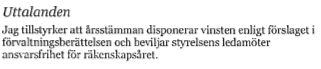 Uttalanden
Jag tillstyrker att årsstämman disponerar vinsten enligt förslaget i
förvaltningsberättelsen och beviljar styrelsens ledamöter
ansvarsfrihet för räkenskapsåret.